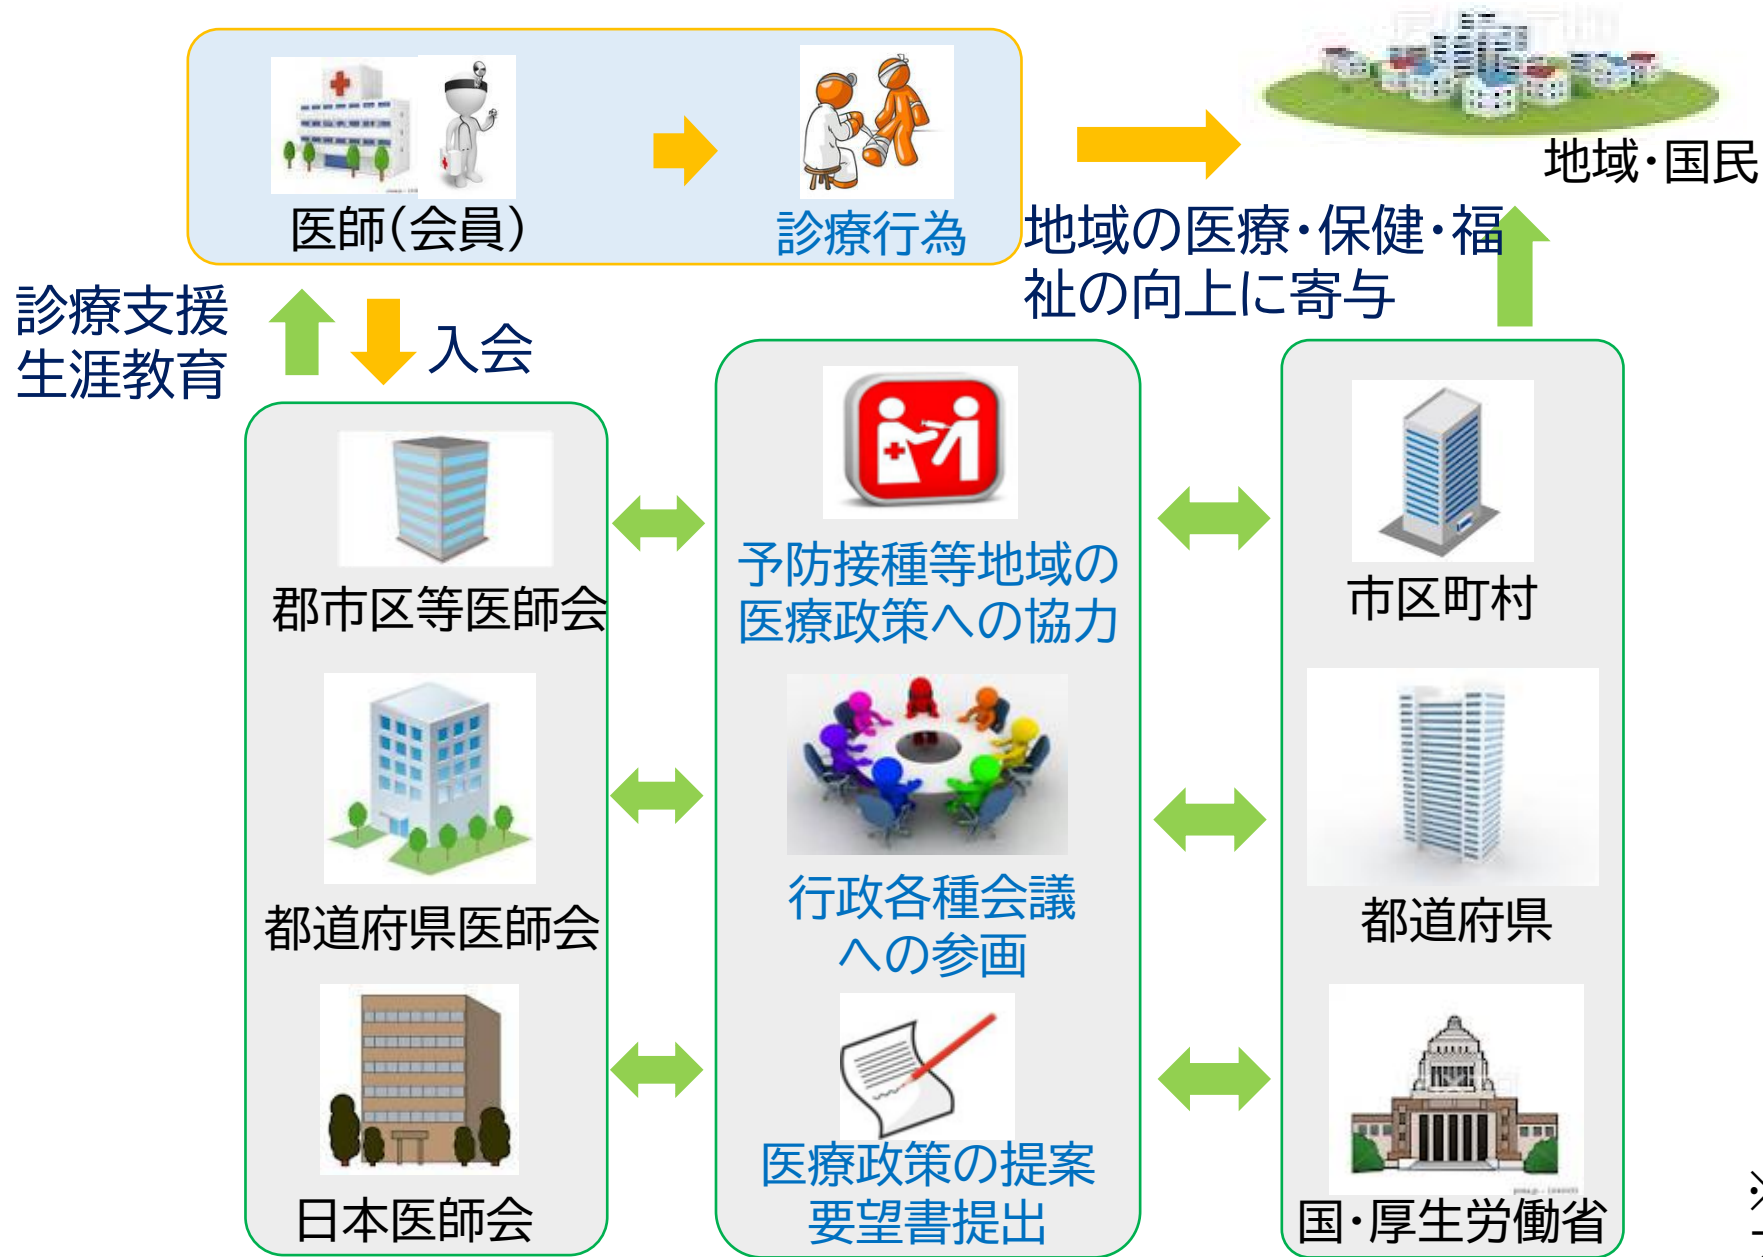 地域・国民
医師(会員)
診療行為
地域の医療・保健・福
祉の向上に寄与
診療支援
生涯教育
入会
郡市区等医師会
予防接種等地域の
医療政策への協力
市区町村
都道府県医師会
行政各種会議
への参画
都道府県
日本医師会
医療政策の提案
要望書提出
国・厚生労働省
※